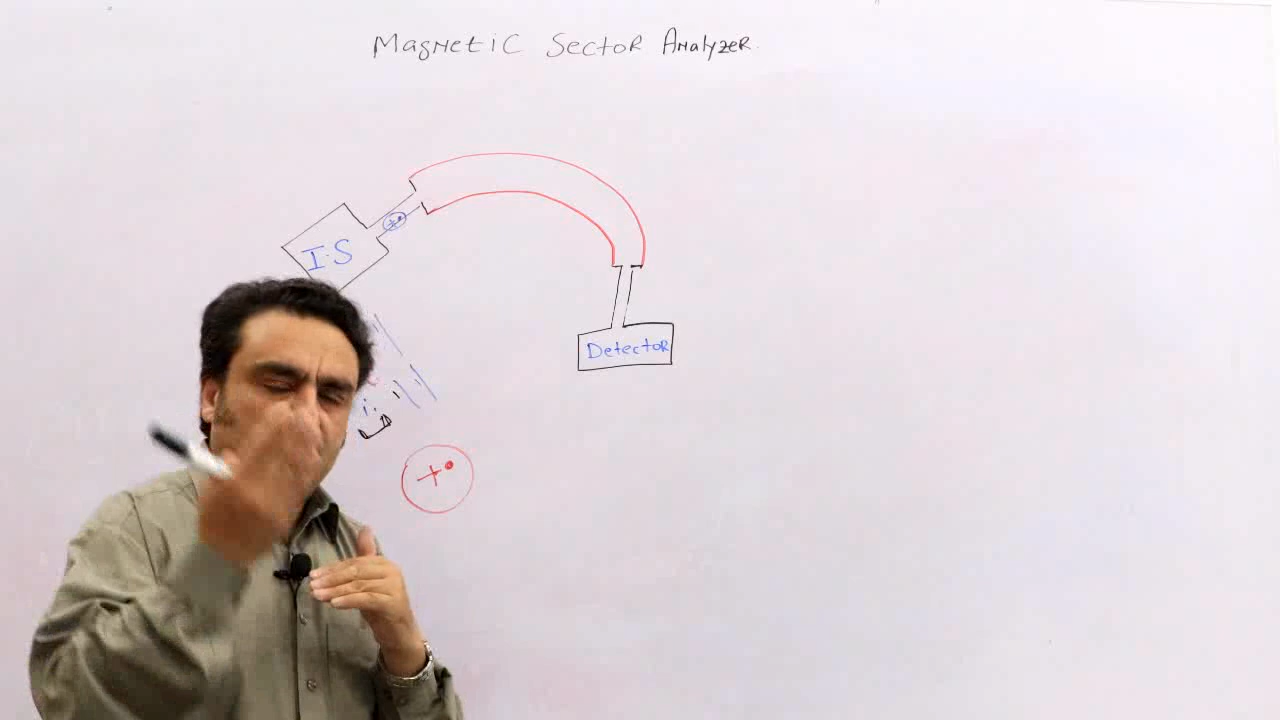 Magnetic Sector Analyzer.
I.S
+•
Detector
+•